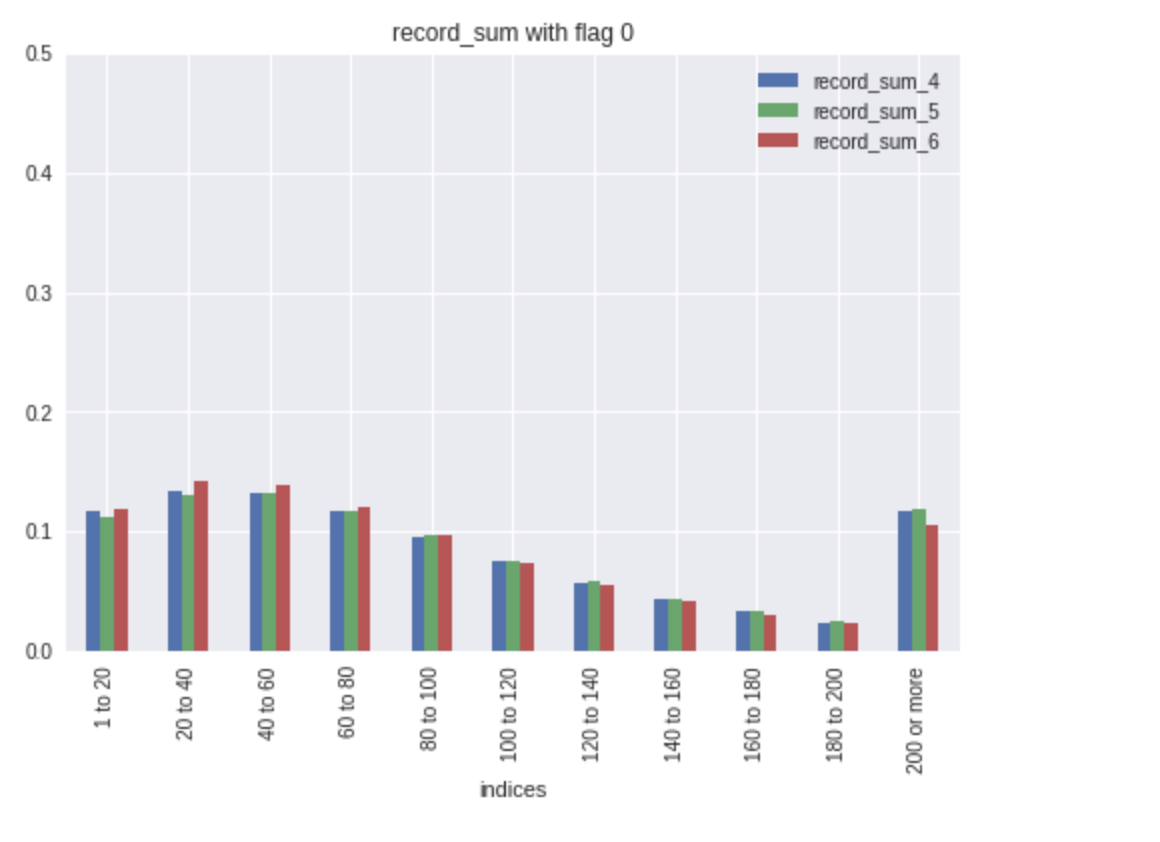 record_sum with flag 0
0.5
record_sum_4
record_sum_5
record_sum_6
0.4
0.3
0.2
0.1
0.0
1 to 20
20 to 40
40 to 60
60 to 80
80 to 100
100 to 120
120 to 140
140 to 160
160 to 180
180 to 200
200 or more
indices